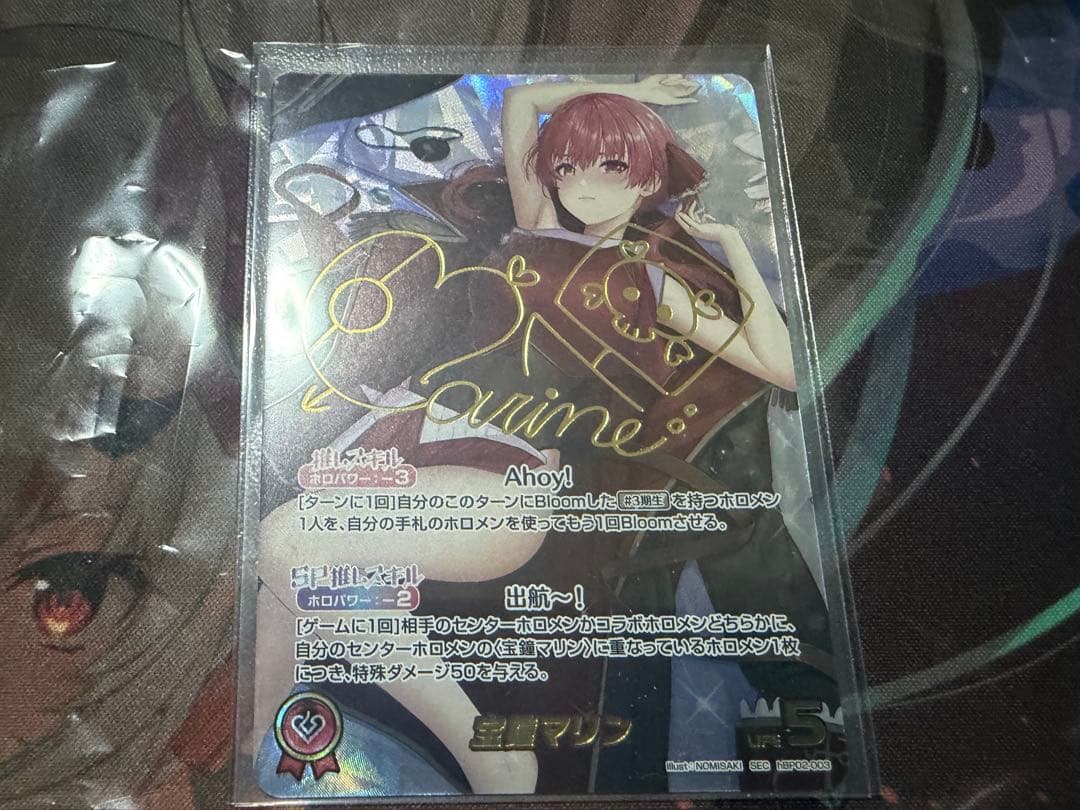 Marine
推しスキル
ホロパワー：－3
Ahoy!
[ターンに1回]自分のこのターンにBloomした #3期生 を持つホロメン
1人を、自分の手札のホロメンを使ってもう1回Bloomさせる。
SP推しスキル
ホロパワー：－2
出航～！
[ゲームに1回]相手のセンターホロメンかコラボホロメンどちらかに、
自分のセンターホロメンの〈宝鐘マリン〉に重なっているホロメン1枚
につき、特殊ダメージ50を与える。
宝鐘マリン
LIFE 5
illust：NOMISAKI SEC hBP02-003